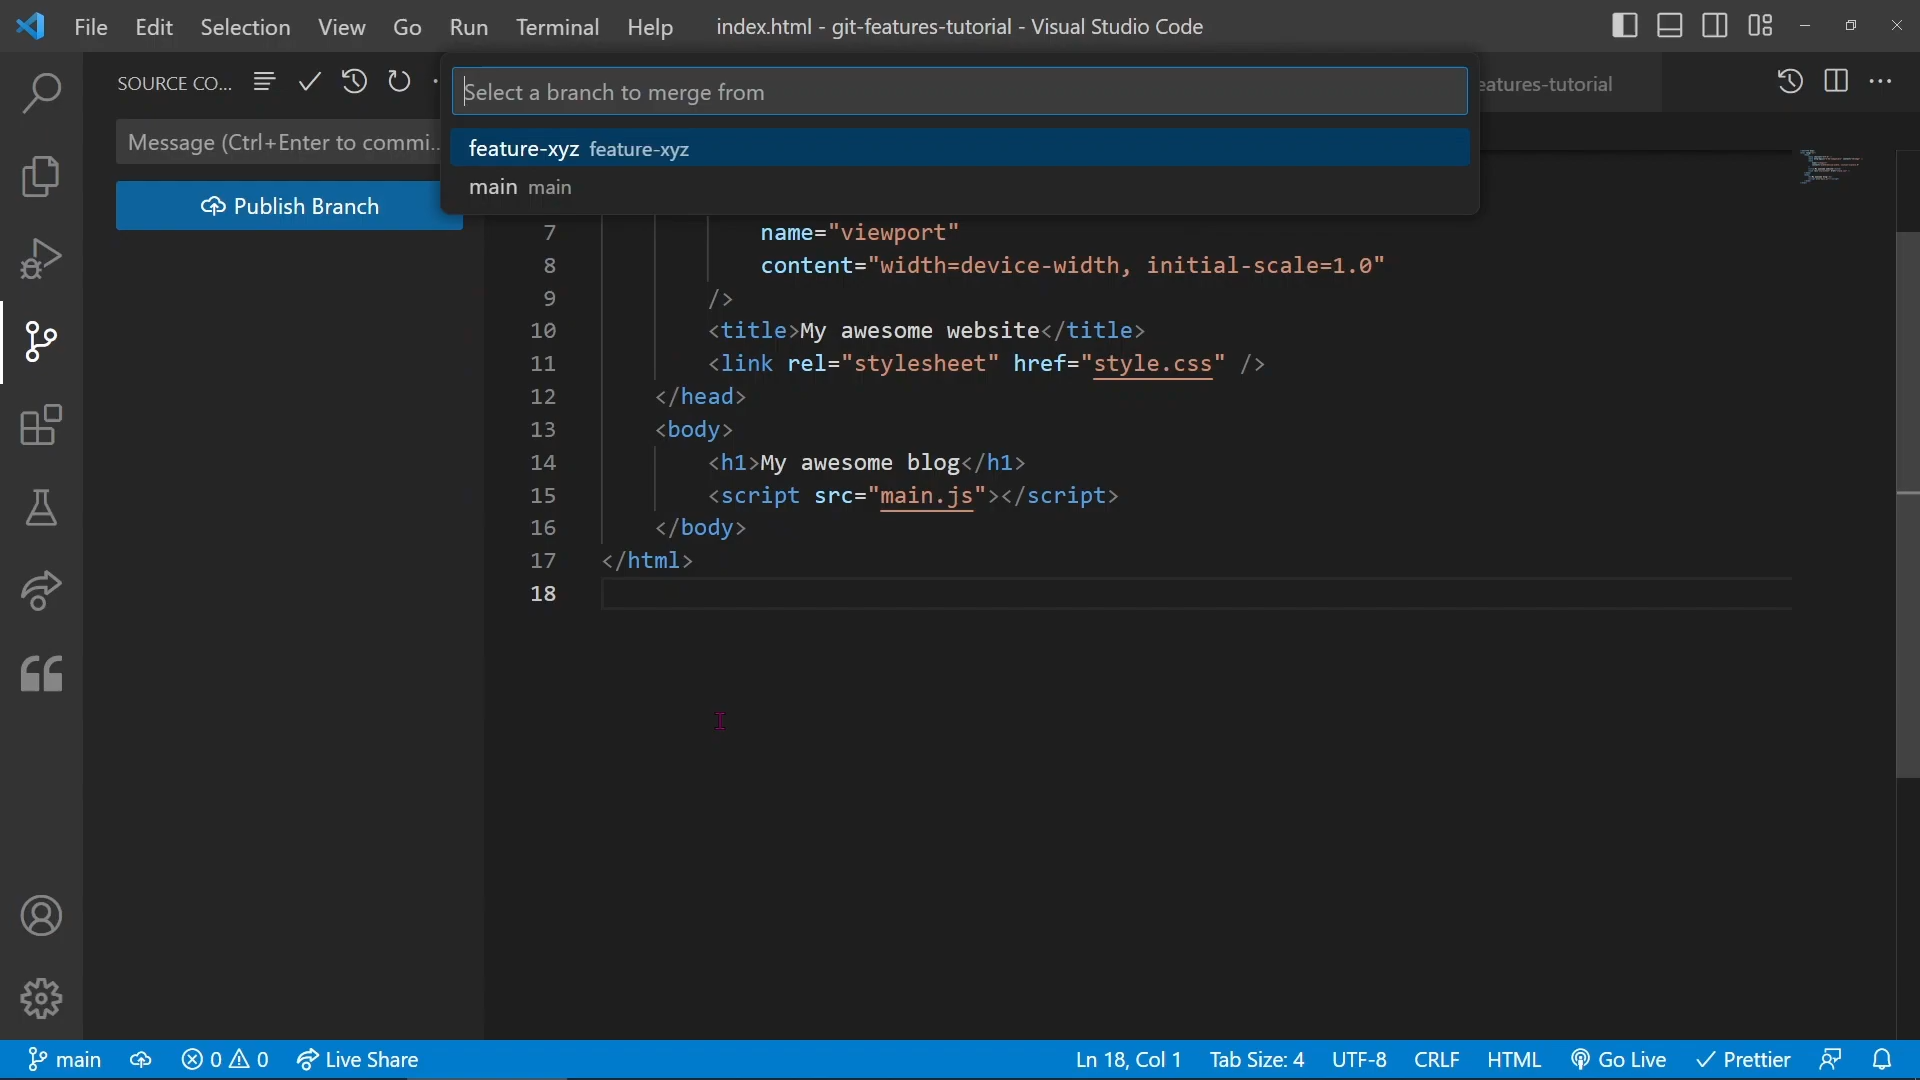 File Edit Selection View Go Run Terminal Help index.html - git-features-tutorial - Visual Studio Code
SOURCE CO...
Select a branch to merge from
eatures-tutorial
Message (Ctrl+Enter to commi...
feature-xyz feature-xyz
main main
Publish Branch
7 name="viewport"
8 content="width=device-width, initial-scale=1.0"
9 />
10 <title>My awesome website</title>
11 <link rel="stylesheet" href="style.css" />
12 </head>
13 <body>
14 <h1>My awesome blog</h1>
15 <script src="main.js"></script>
16 </body>
17 </html>
18
main 0 0 Live Share Ln 18, Col 1 Tab Size: 4 UTF-8 CRLF HTML Go Live Prettier